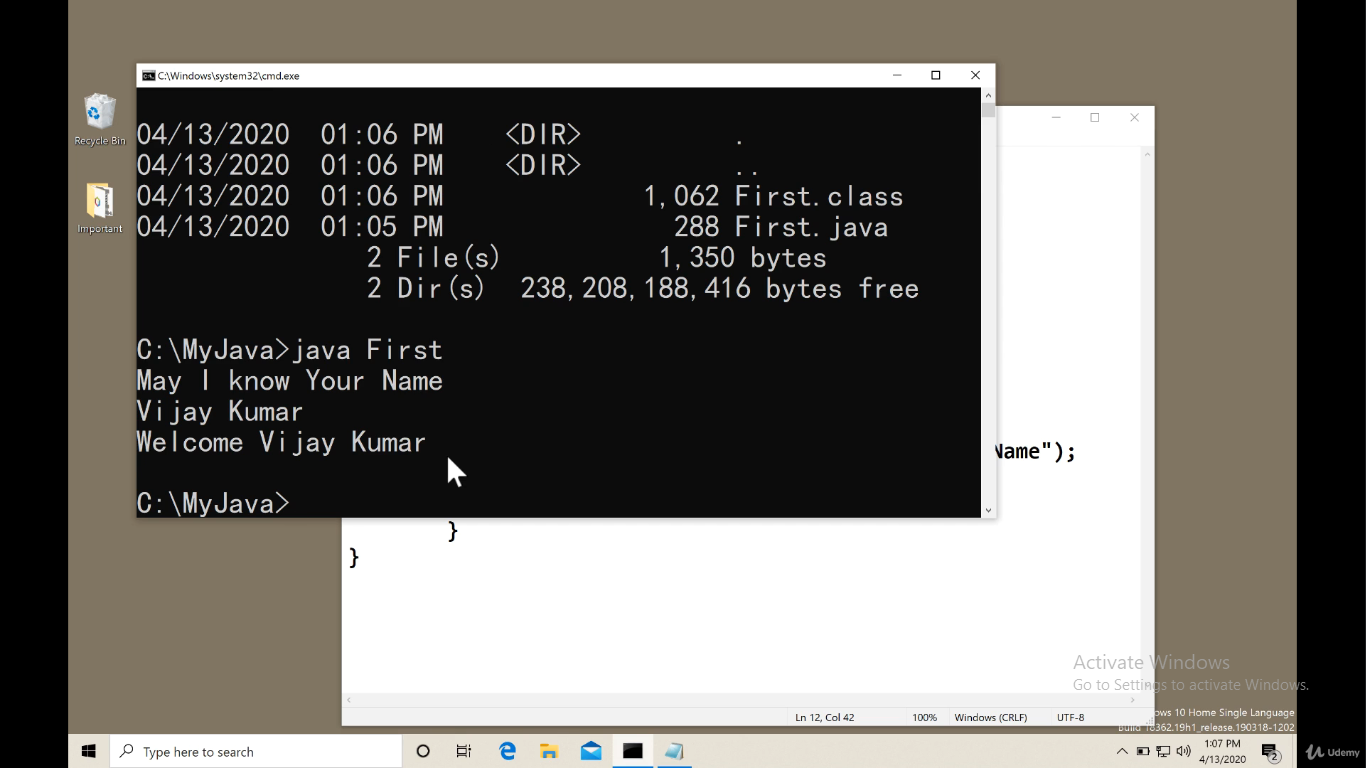 C:\Windows\system32\cmd.exe
Recycle Bin
Important
04/13/2020 01:06 PM <DIR> .
04/13/2020 01:06 PM <DIR> ..
04/13/2020 01:06 PM 1,062 First.class
04/13/2020 01:05 PM 288 First.java
2 File(s) 1,350 bytes
2 Dir(s) 238,208,188,416 bytes free
C:\MyJava>java First
May I know Your Name
Vijay Kumar
Welcome Vijay Kumar
C:\MyJava>
Name");
}
}
Activate Windows
Go to Settings to activate Windows.
Ln 12, Col 42 100% Windows (CRLF) UTF-8
ows 10 Home Single Language
Build 18362.19h1_release.190318-1202
Type here to search
1:07 PM
4/13/2020
2
Udemy